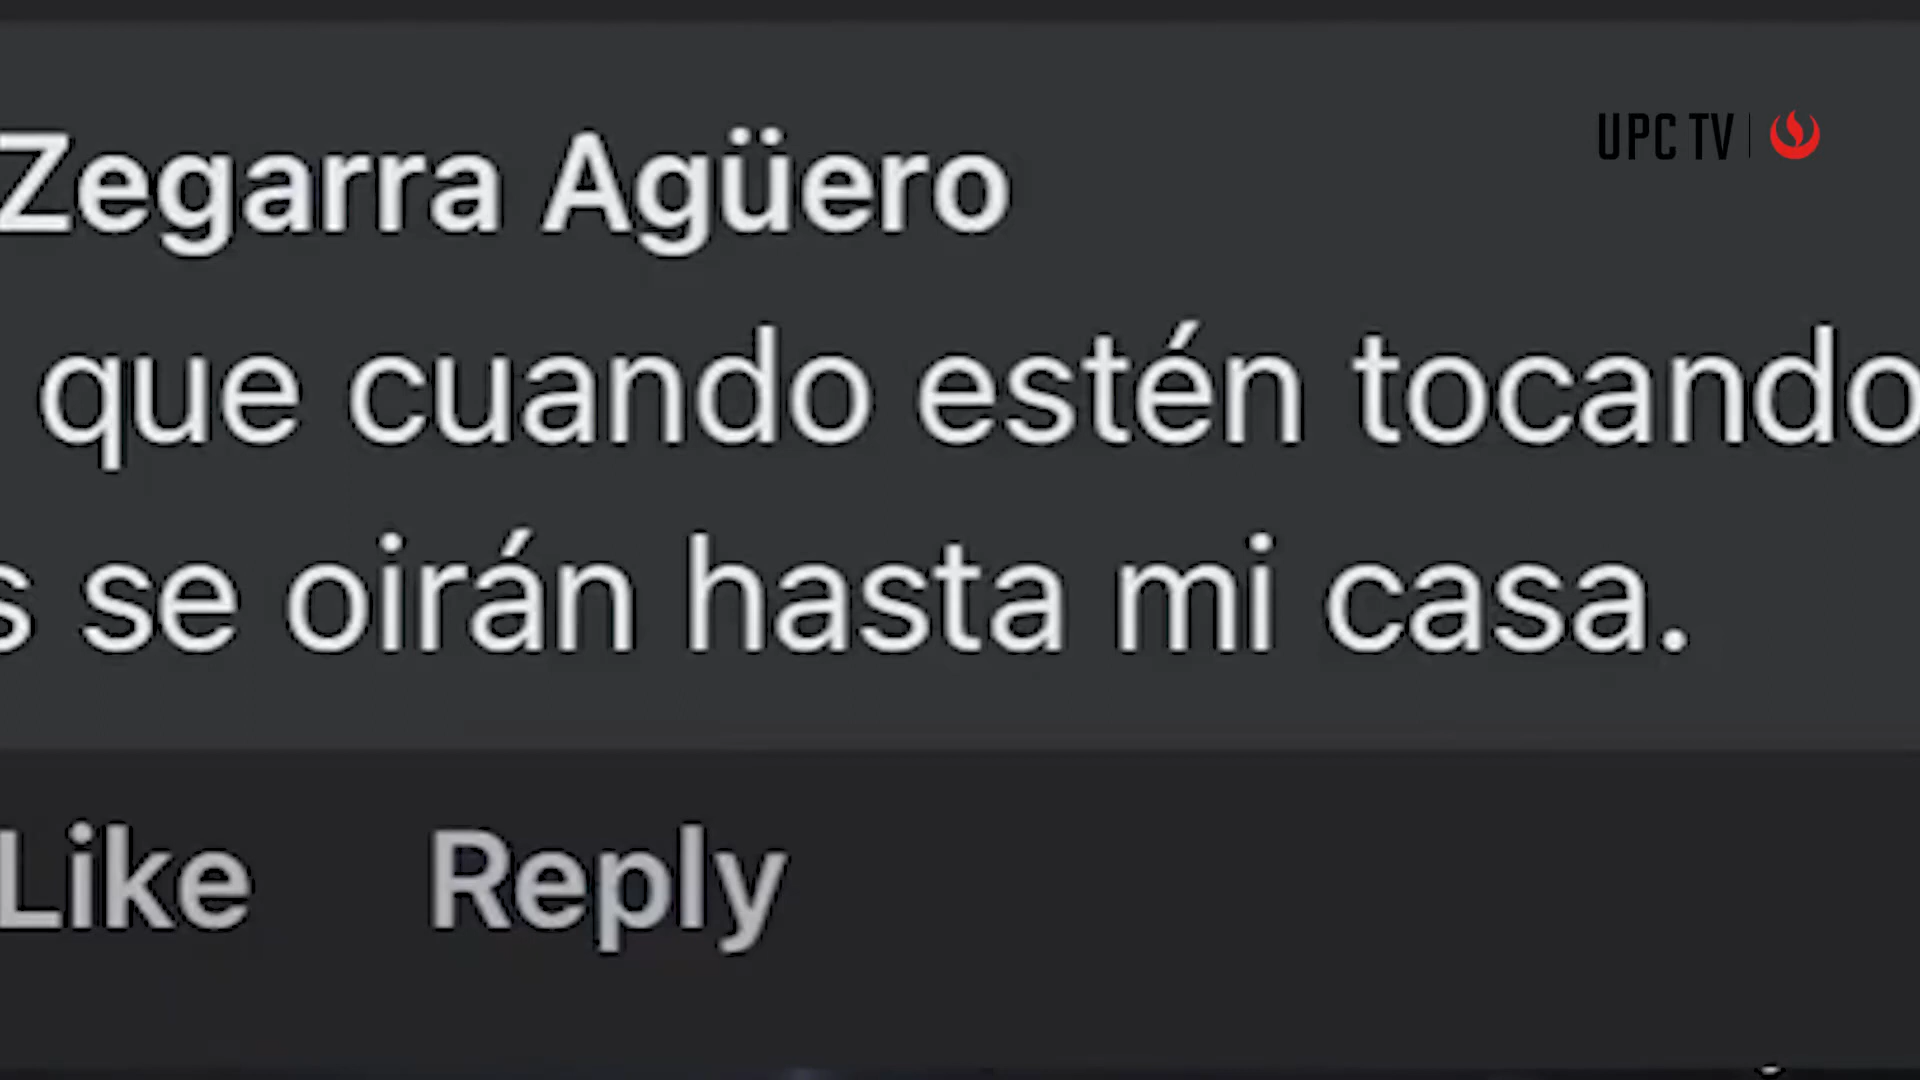 Zegarra Agüero
UPC TV
que cuando estén tocando
s se oirán hasta mi casa.
Like Reply